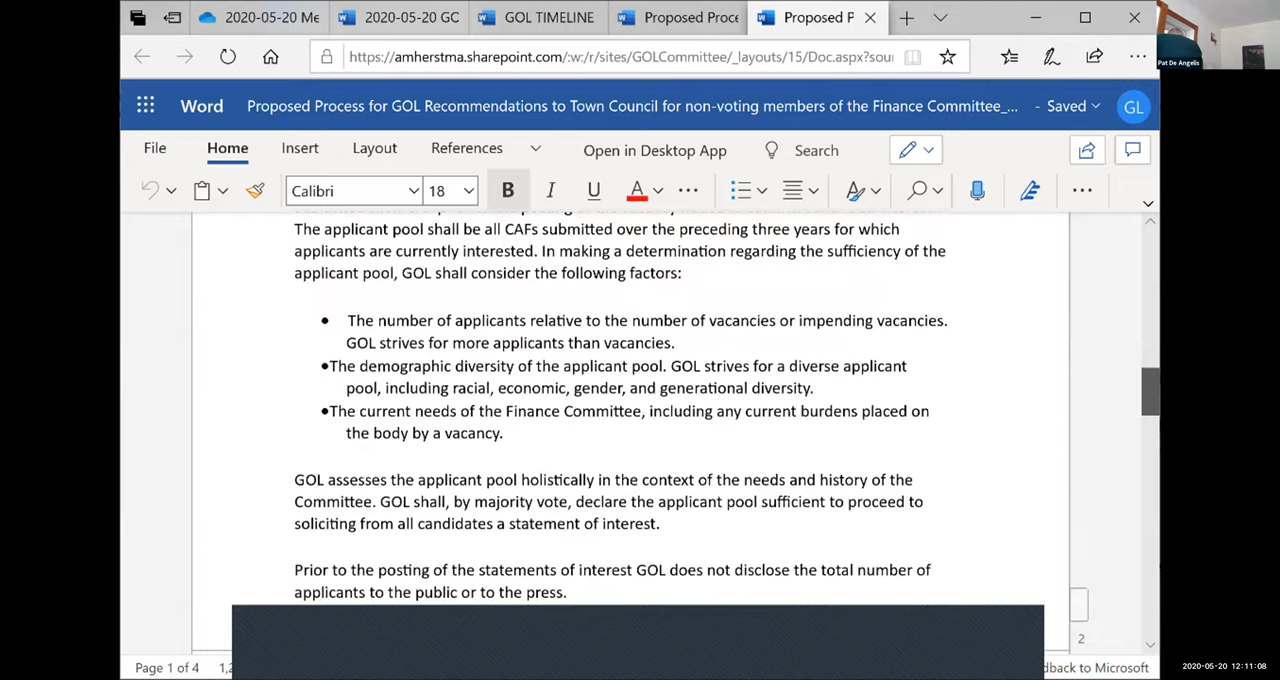 2020-05-20 Me
2020-05-20 GC
GOL TIMELINE
Proposed Proce
Proposed P
https://amherstma.sharepoint.com/:w:/r/sites/GOLCommittee/_layouts/15/Doc.aspx?sour
Pat De Angelis
Word
Proposed Process for GOL Recommendations to Town Council for non-voting members of the Finance Committee_... - Saved
GL
File Home Insert Layout References Open in Desktop App Search
Calibri 18 B I U A
The applicant pool shall be all CAFs submitted over the preceding three years for which
applicants are currently interested. In making a determination regarding the sufficiency of the
applicant pool, GOL shall consider the following factors:
• The number of applicants relative to the number of vacancies or impending vacancies.
GOL strives for more applicants than vacancies.
•The demographic diversity of the applicant pool. GOL strives for a diverse applicant
pool, including racial, economic, gender, and generational diversity.
•The current needs of the Finance Committee, including any current burdens placed on
the body by a vacancy.
GOL assesses the applicant pool holistically in the context of the needs and history of the
Committee. GOL shall, by majority vote, declare the applicant pool sufficient to proceed to
soliciting from all candidates a statement of interest.
Prior to the posting of the statements of interest GOL does not disclose the total number of
applicants to the public or to the press.
2
Page 1 of 4 1,2
dback to Microsoft
2020-05-20 12:11:08